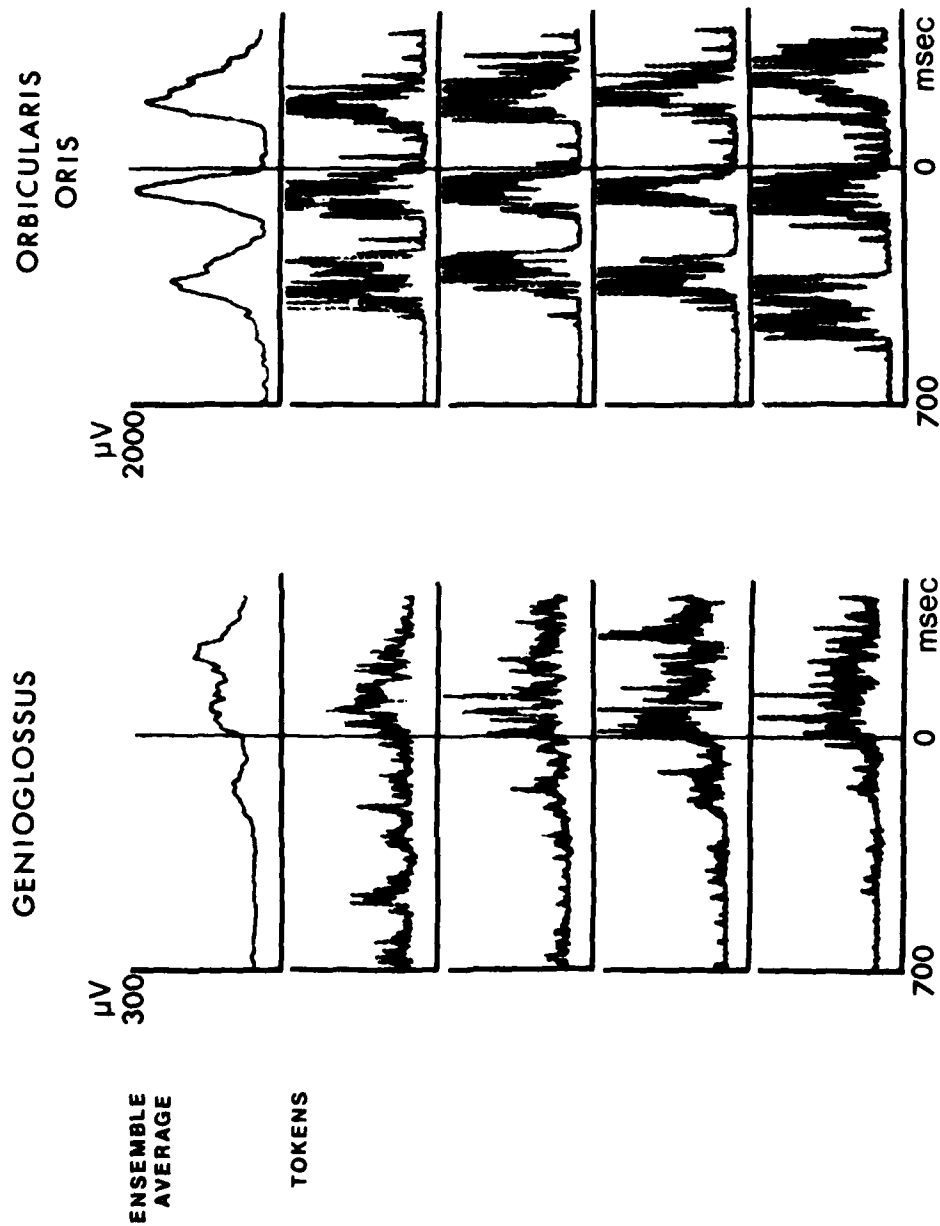 GENIOGLOSSUS
ORBICULARIS
ORIS
ENSEMBLE
AVERAGE
µV
300
µV
2000
TOKENS
700
0
msec
700
0
msec